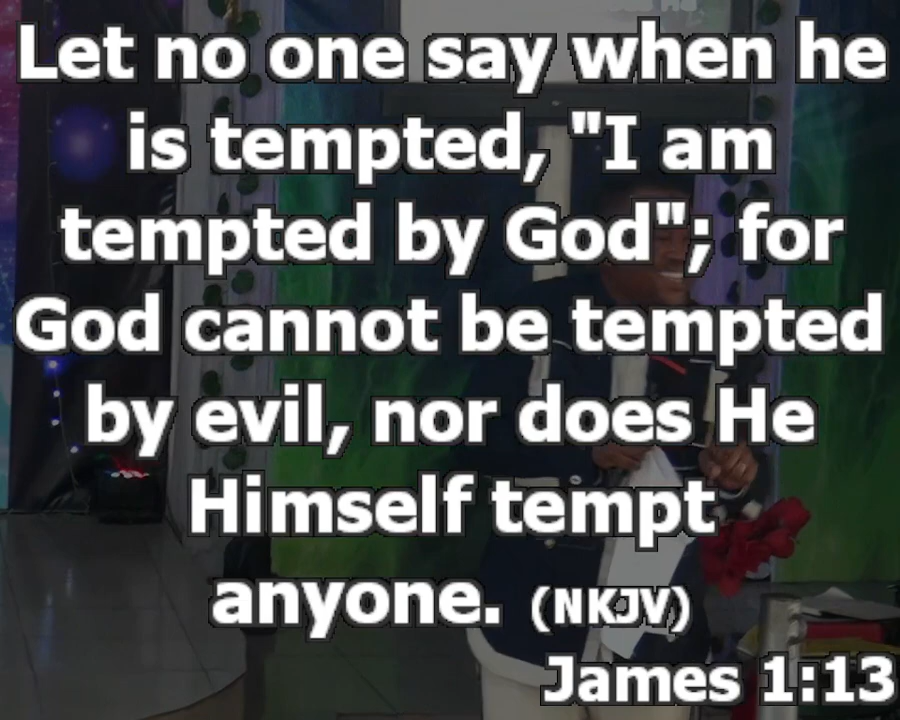 Let no one say when he
is tempted, "I am
tempted by God"; for
God cannot be tempted
by evil, nor does He
Himself tempt
anyone. (NKJV)
James 1:13